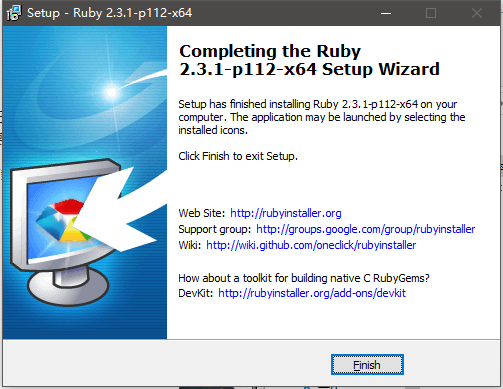 Setup - Ruby 2.3.1-p112-x64
Completing the Ruby
2.3.1-p112-x64 Setup Wizard
Setup has finished installing Ruby 2.3.1-p112-x64 on your
computer. The application may be launched by selecting the
installed icons.
Click Finish to exit Setup.
Web Site: http://rubyinstaller.org
Support group: http://groups.google.com/group/rubyinstaller
Wiki: http://wiki.github.com/oneclick/rubyinstaller
How about a toolkit for building native C RubyGems?
DevKit: http://rubyinstaller.org/add-ons/devkit
Finish